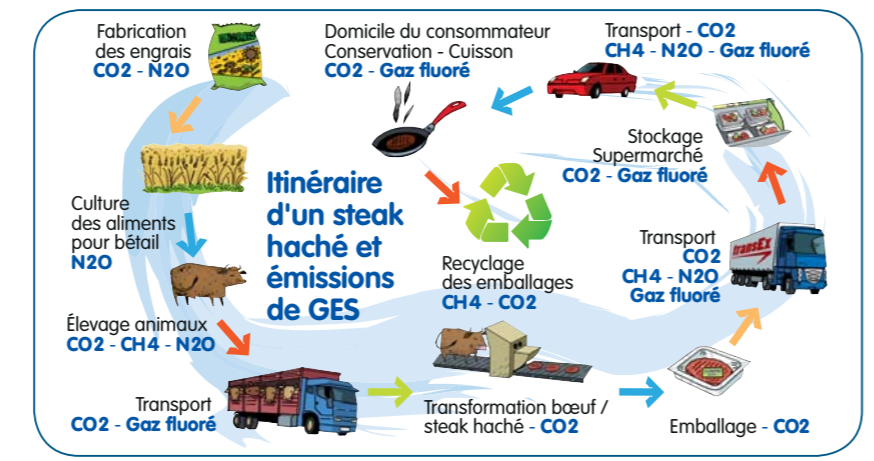 Fabrication
des engrais
CO2 - N2O
Culture
des aliments
pour bétail
N2O
Élevage animaux
CO2 - CH4 - N2O
Transport
CO2 - Gaz fluoré
Transformation bœuf /
steak haché - CO2
Emballage - CO2
Transport
CO2
CH4 - N2O
Gaz fluoré
transEx
Stockage
Supermarché
CO2 - Gaz fluoré
Transport - CO2
CH4 - N2O - Gaz fluoré
Domicile du consommateur
Conservation - Cuisson
CO2 - Gaz fluoré
Recyclage
des emballages
CH4 - CO2
Itinéraire
d'un steak
haché et
émissions
de GES